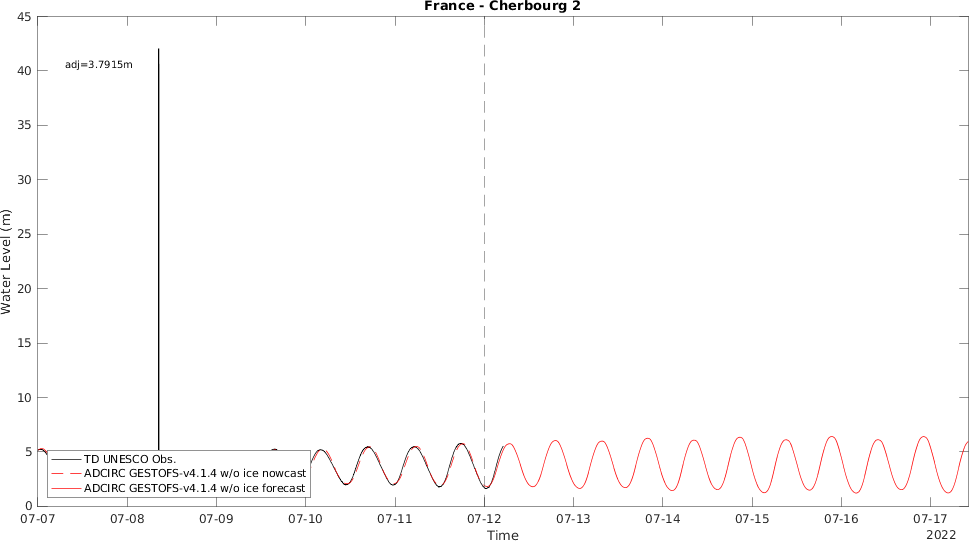 France - Cherbourg 2
adj=3.7915m
Water Level (m)
45
40
35
30
25
20
15
10
5
0
TD UNESCO Obs.
ADCIRC GESTOFS-v4.1.4 w/o ice nowcast
ADCIRC GESTOFS-v4.1.4 w/o ice forecast
07-07 07-08 07-09 07-10 07-11 07-12 07-13 07-14 07-15 07-16 07-17
2022
Time